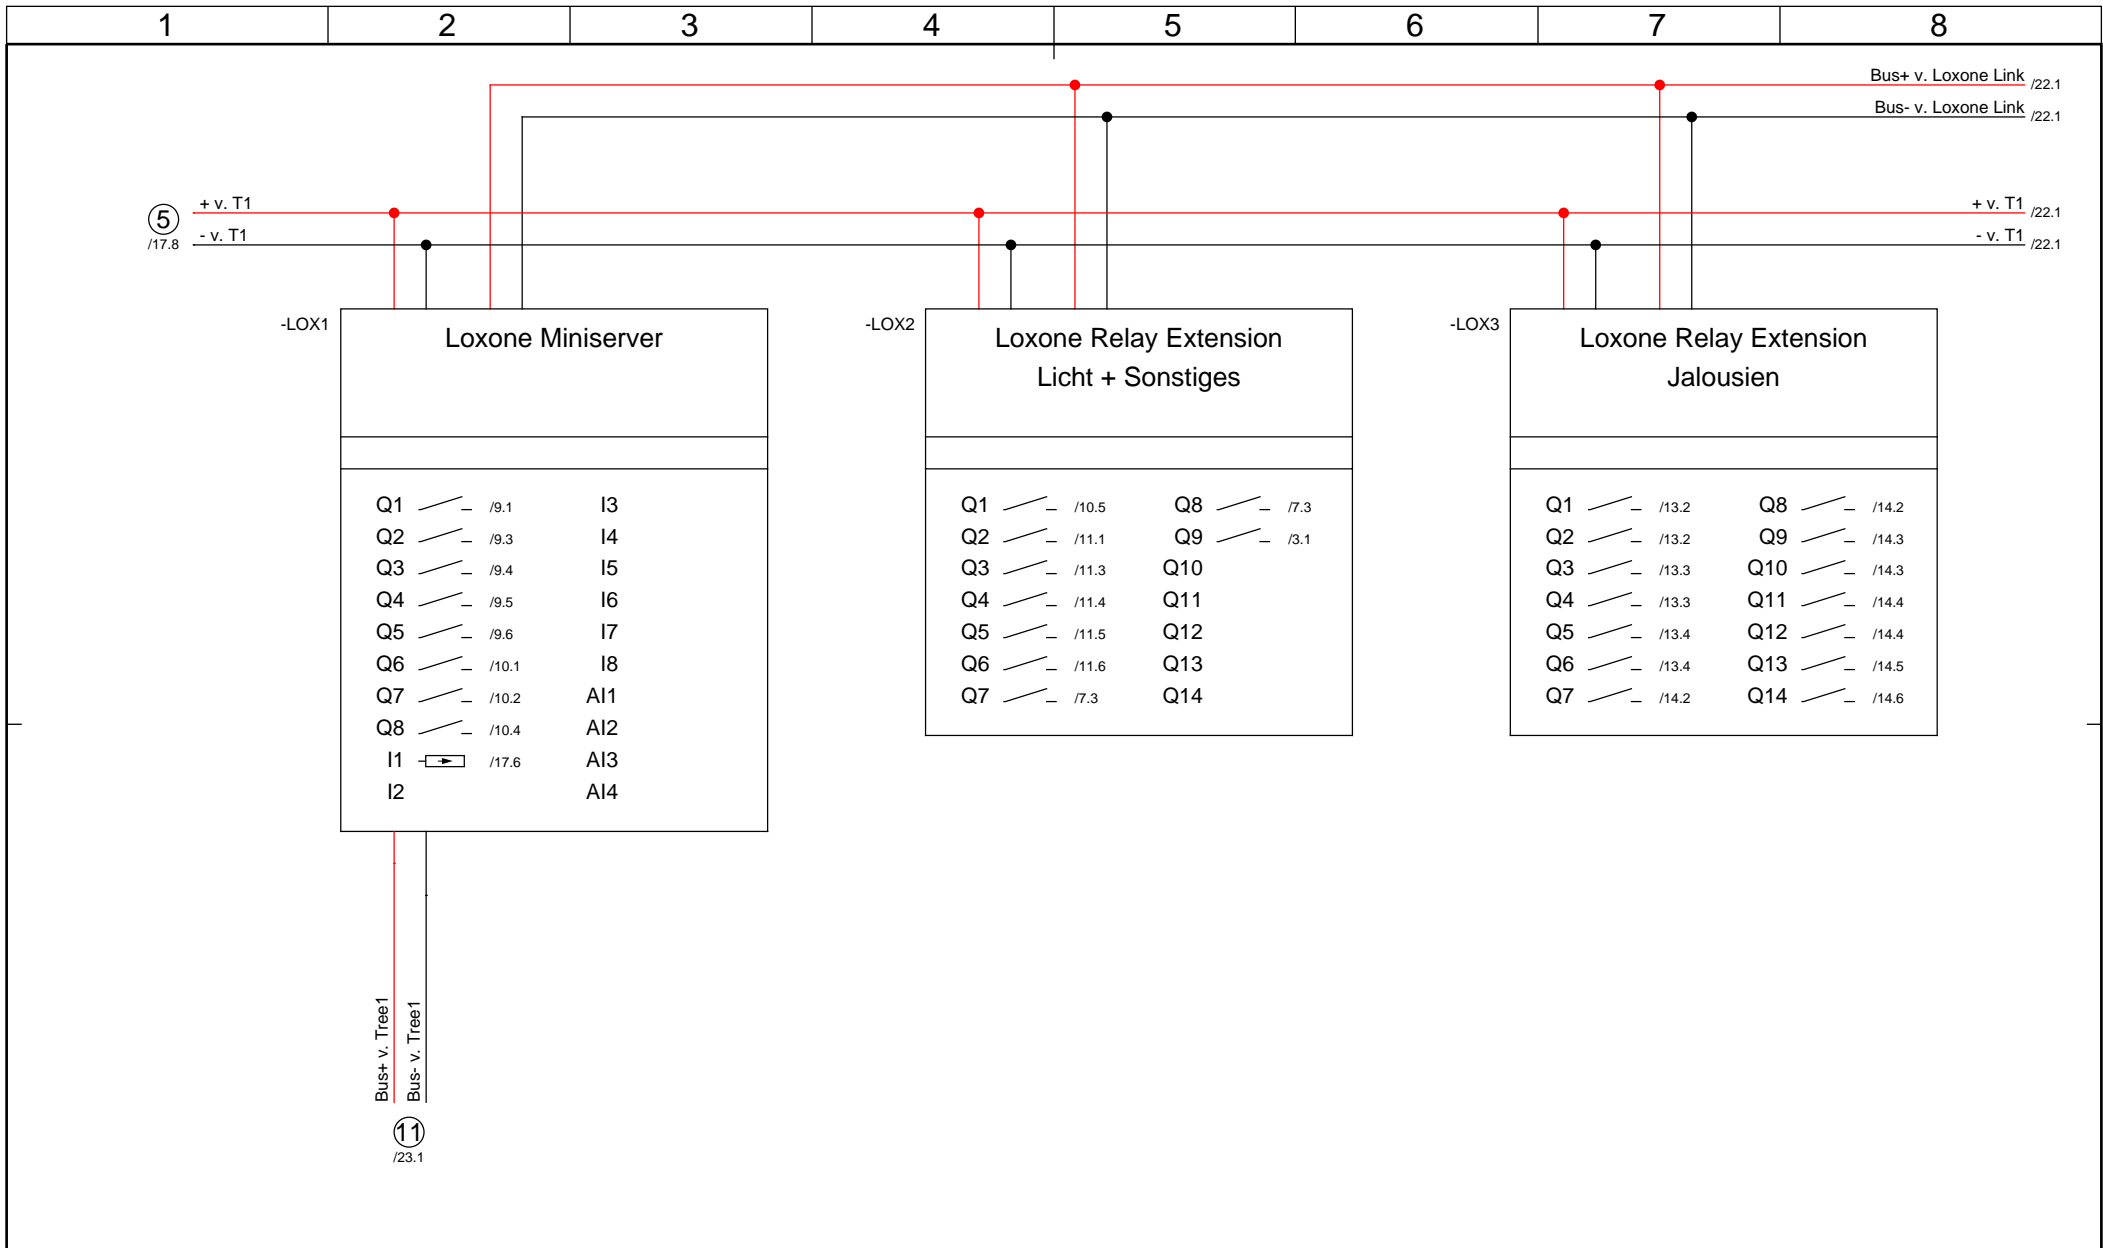 1 2 3 4 5 6 7 8
Bus+ v. Loxone Link /22.1
Bus- v. Loxone Link /22.1
5 + v. T1 + v. T1 /22.1
/17.8 - v. T1 - v. T1 /22.1
-LOX1 Loxone Miniserver
Q1 /9.1 I3
Q2 /9.3 I4
Q3 /9.4 I5
Q4 /9.5 I6
Q5 /9.6 I7
Q6 /10.1 I8
Q7 /10.2 AI1
Q8 /10.4 AI2
I1 /17.6 AI3
I2 AI4
Bus+ v. Tree1
Bus- v. Tree1
11
/23.1
-LOX2 Loxone Relay Extension
Licht + Sonstiges
Q1 /10.5 Q8 /7.3
Q2 /11.1 Q9 /3.1
Q3 /11.3 Q10
Q4 /11.4 Q11
Q5 /11.5 Q12
Q6 /11.6 Q13
Q7 /7.3 Q14
-LOX3 Loxone Relay Extension
Jalousien
Q1 /13.2 Q8 /14.2
Q2 /13.2 Q9 /14.3
Q3 /13.3 Q10 /14.3
Q4 /13.3 Q11 /14.4
Q5 /13.4 Q12 /14.4
Q6 /13.4 Q13 /14.5
Q7 /14.2 Q14 /14.6